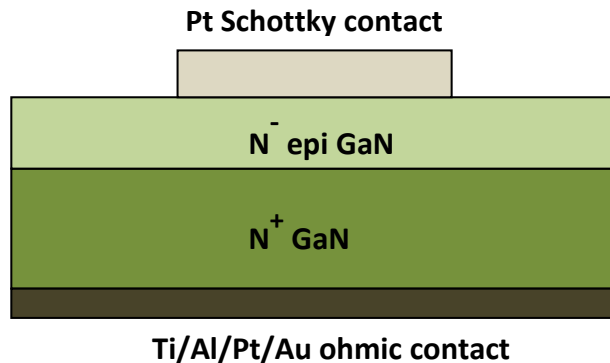 Pt Schottky contact
N⁻ epi GaN
N⁺ GaN
Ti/Al/Pt/Au ohmic contact